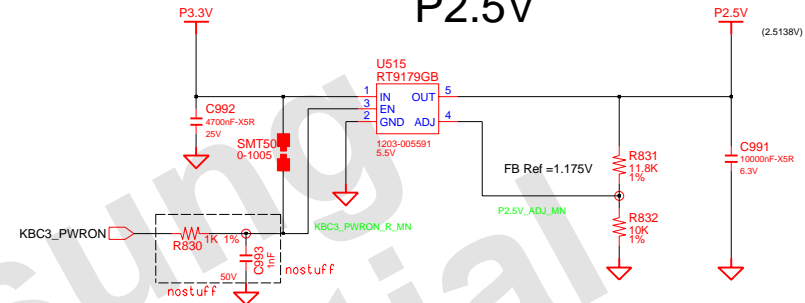 P2.5V
P3.3V
P2.5V
(2.5138V)
U515
RT9179GB
1 IN OUT 5
3 EN
2 GND ADJ 4
1203-005591
5.5V
C992
4700nF-X5R
25V
SMT50
0-1005
R831
11.8K
1%
C991
10000nF-X5R
6.3V
FB Ref =1.175V
P2.5V_ADJ_MN
R832
10K
1%
KBC3_PWRON
R830 1K 1%
KBC3_PWRON_R_MN
C993
1nF
50V
nostuff
nostuff
sung
tial